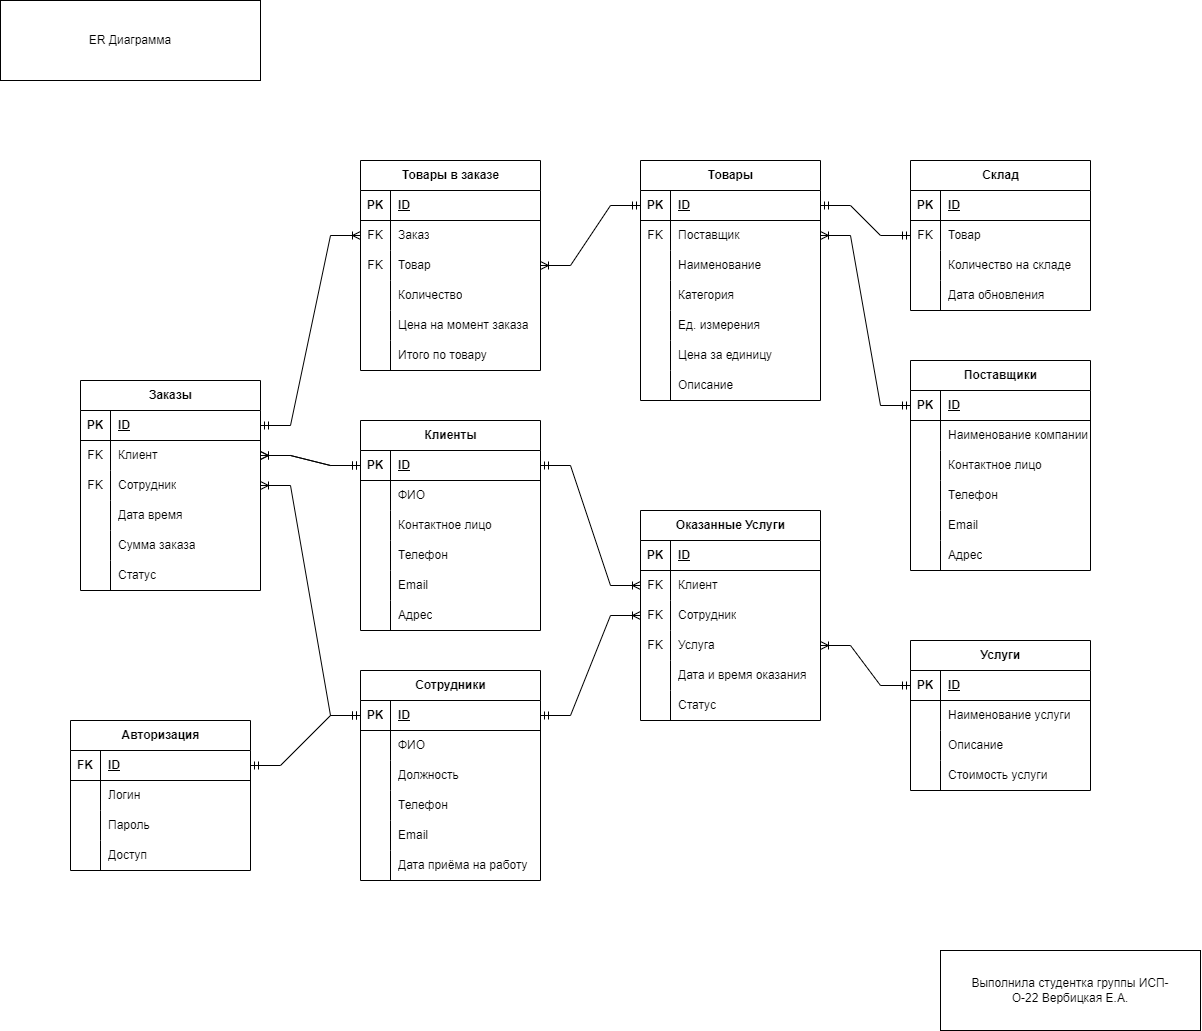 ER Диаграмма
Товары в заказе
PK ID
FK Заказ
FK Товар
Количество
Цена на момент заказа
Итого по товару
Товары
PK ID
FK Поставщик
Наименование
Категория
Ед. измерения
Цена за единицу
Описание
Склад
PK ID
FK Товар
Количество на складе
Дата обновления
Заказы
PK ID
FK Клиент
FK Сотрудник
Дата время
Сумма заказа
Статус
Клиенты
PK ID
ФИО
Контактное лицо
Телефон
Email
Адрес
Поставщики
PK ID
Наименование компании
Контактное лицо
Телефон
Email
Адрес
Оказанные Услуги
PK ID
FK Клиент
FK Сотрудник
FK Услуга
Дата и время оказания
Статус
Услуги
PK ID
Наименование услуги
Описание
Стоимость услуги
Сотрудники
PK ID
ФИО
Должность
Телефон
Email
Дата приёма на работу
Авторизация
FK ID
Логин
Пароль
Доступ
Выполнила студентка группы ИСП-
О-22 Вербицкая Е.А.